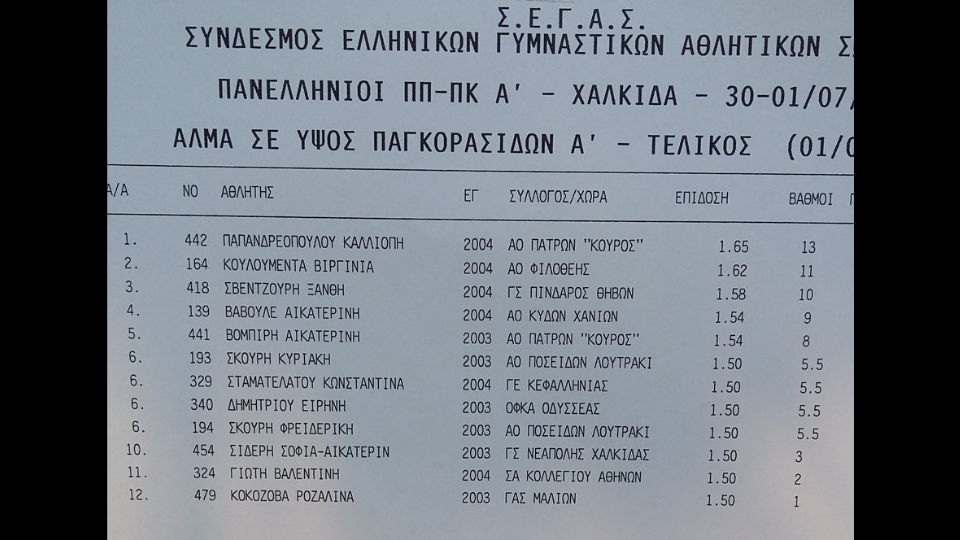 Σ.Ε.Γ.Α.Σ.
ΣΥΝΔΕΣΜΟΣ ΕΛΛΗΝΙΚΩΝ ΓΥΜΝΑΣΤΙΚΩΝ ΑΘΛΗΤΙΚΩΝ
ΠΑΝΕΛΛΗΝΙΟΙ ΠΠ-ΠΚ Α' - ΧΑΛΚΙΔΑ - 30-01/07/
ΑΛΜΑ ΣΕ ΥΨΟΣ ΠΑΓΚΟΡΑΣΙΔΩΝ Α' - ΤΕΛΙΚΟΣ (01/0
Α/Α ΝΟ ΑΘΛΗΤΗΣ ΕΓ ΣΥΛΛΟΓΟΣ/ΧΩΡΑ ΕΠΙΔΟΣΗ ΒΑΘΜΟΙ
1. 442 ΠΑΠΑΝΔΡΕΟΠΟΥΛΟΥ ΚΑΛΛΙΟΠΗ 2004 ΑΟ ΠΑΤΡΩΝ "ΚΟΥΡΟΣ" 1.65 13
2. 164 ΚΟΥΛΟΥΜΕΝΤΑ ΒΙΡΓΙΝΙΑ 2004 ΑΟ ΦΙΛΟΘΕΗΣ 1.62 11
3. 418 ΣΒΕΝΤΖΟΥΡΗ ΞΑΝΘΗ 2004 ΓΣ ΠΙΝΔΑΡΟΣ ΘΗΒΩΝ 1.58 10
4. 139 ΒΑΒΟΥΛΕ ΑΙΚΑΤΕΡΙΝΗ 2004 ΑΟ ΚΥΔΩΝ ΧΑΝΙΩΝ 1.54 9
5. 441 ΒΟΜΠΙΡΗ ΑΙΚΑΤΕΡΙΝΗ 2003 ΑΟ ΠΑΤΡΩΝ "ΚΟΥΡΟΣ" 1.54 8
6. 193 ΣΚΟΥΡΗ ΚΥΡΙΑΚΗ 2003 ΑΟ ΠΟΣΕΙΔΩΝ ΛΟΥΤΡΑΚΙ 1.50 5.5
6. 329 ΣΤΑΜΑΤΕΛΑΤΟΥ ΚΩΝΣΤΑΝΤΙΝΑ 2004 ΓΕ ΚΕΦΑΛΛΗΝΙΑΣ 1.50 5.5
6. 340 ΔΗΜΗΤΡΙΟΥ ΕΙΡΗΝΗ 2003 ΟΦΚΑ ΟΔΥΣΣΕΑΣ 1.50 5.5
6. 194 ΣΚΟΥΡΗ ΦΡΕΙΔΕΡΙΚΗ 2003 ΑΟ ΠΟΣΕΙΔΩΝ ΛΟΥΤΡΑΚΙ 1.50 5.5
10. 454 ΣΙΔΕΡΗ ΣΟΦΙΑ-ΑΙΚΑΤΕΡΙΝ 2003 ΓΣ ΝΕΑΠΟΛΗΣ ΧΑΛΚΙΔΑΣ 1.50 3
11. 324 ΓΙΩΤΗ ΒΑΛΕΝΤΙΝΗ 2004 ΣΑ ΚΟΛΛΕΓΙΟΥ ΑΘΗΝΩΝ 1.50 2
12. 479 ΚΟΚΟΖΟΒΑ ΡΟΖΑΛΙΝΑ 2003 ΓΑΣ ΜΑΛΙΩΝ 1.50 1